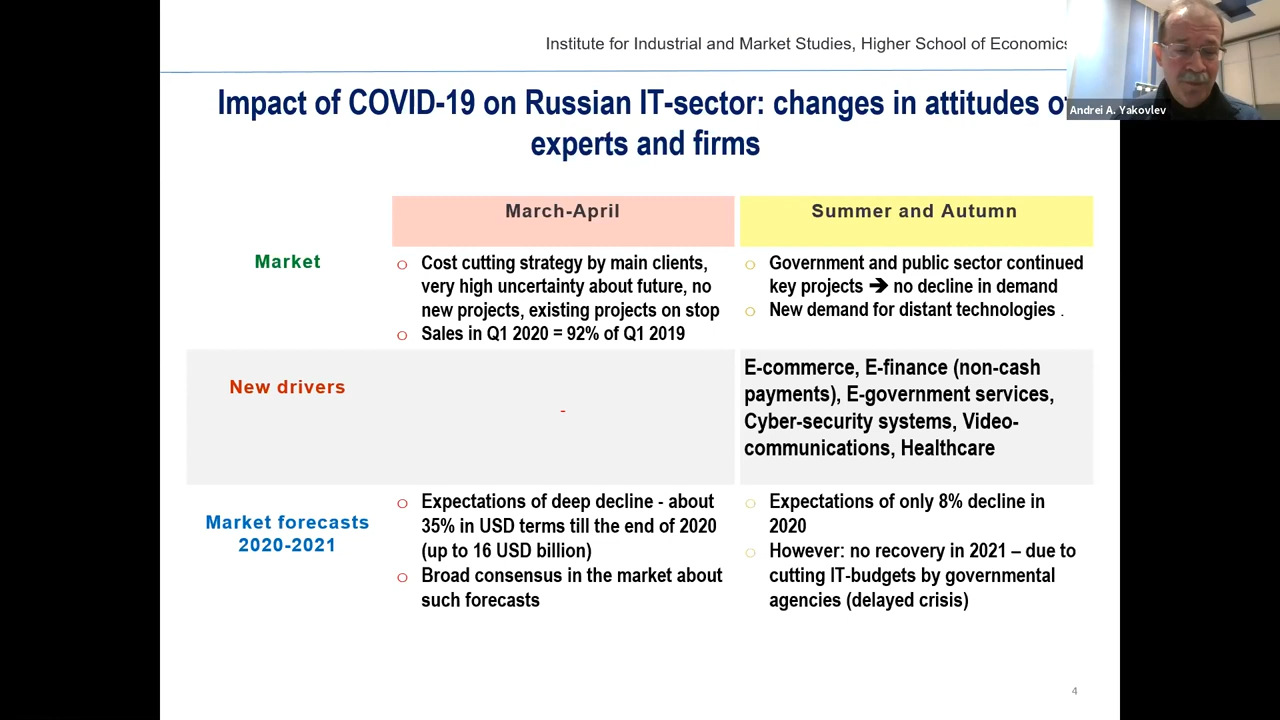 Institute for Industrial and Market Studies, Higher School of Economics
Andrei A. Yakovlev
Impact of COVID-19 on Russian IT-sector: changes in attitudes of
experts and firms
March-April
Summer and Autumn
Market
o Cost cutting strategy by main clients,
very high uncertainty about future, no
new projects, existing projects on stop
o Sales in Q1 2020 = 92% of Q1 2019
o Government and public sector continued
key projects ➔ no decline in demand
o New demand for distant technologies .
New drivers
-
E-commerce, E-finance (non-cash
payments), E-government services,
Cyber-security systems, Video-
communications, Healthcare
Market forecasts
2020-2021
o Expectations of deep decline - about
35% in USD terms till the end of 2020
(up to 16 USD billion)
o Broad consensus in the market about
such forecasts
o Expectations of only 8% decline in
2020
o However: no recovery in 2021 – due to
cutting IT-budgets by governmental
agencies (delayed crisis)
4